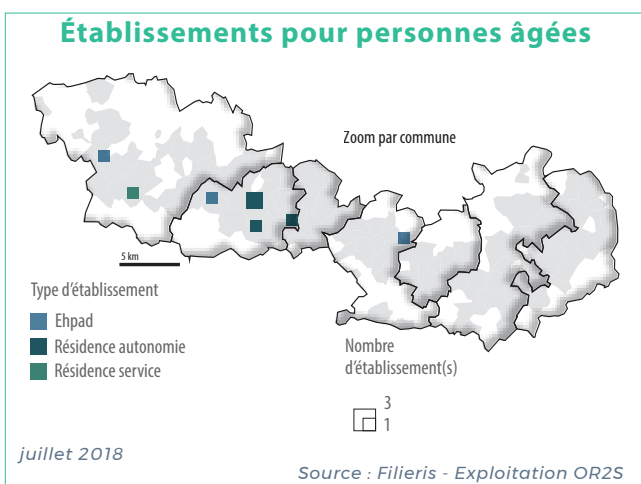 Établissements pour personnes âgées
Zoom par commune
5 km
Type d'établissement
Ehpad
Résidence autonomie
Résidence service
Nombre
d'établissement(s)
3
1
juillet 2018
Source : Filieris - Exploitation OR2S